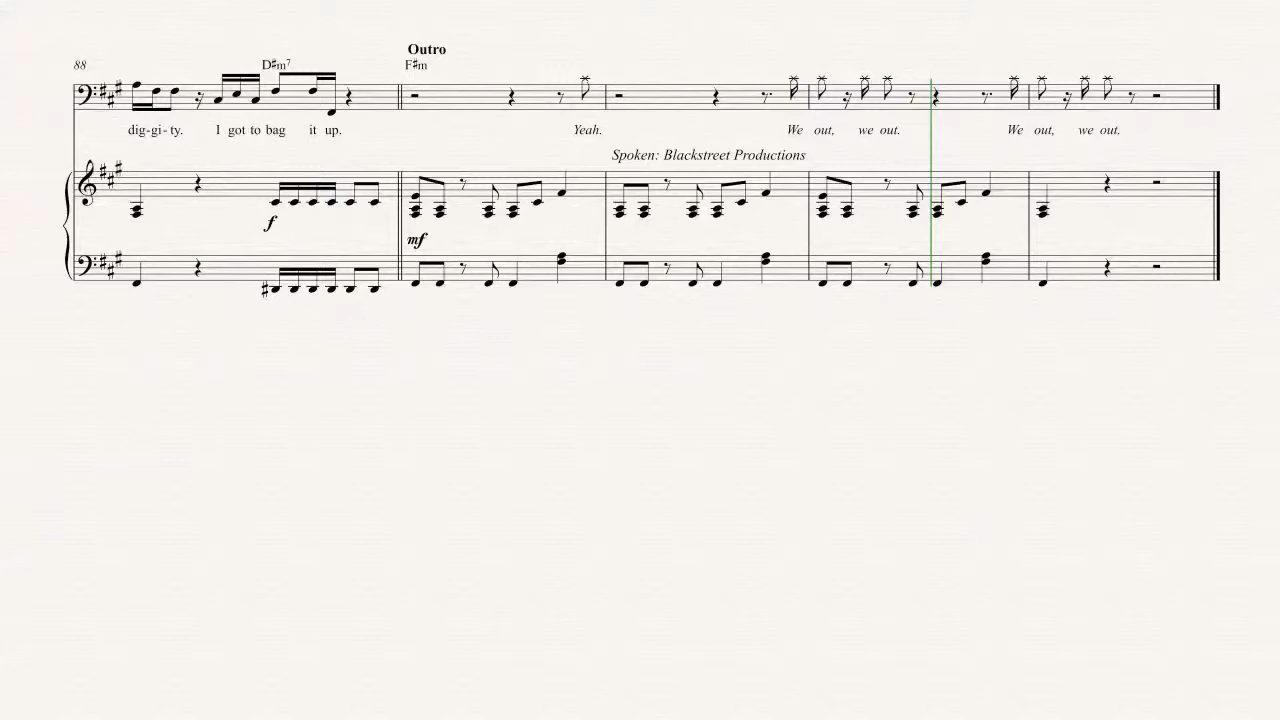 Outro
88 D♯m7 F♯m
dig-gi-ty. I got to bag it up. Yeah. We out, we out. We out, we out.
Spoken: Blackstreet Productions
f
mf